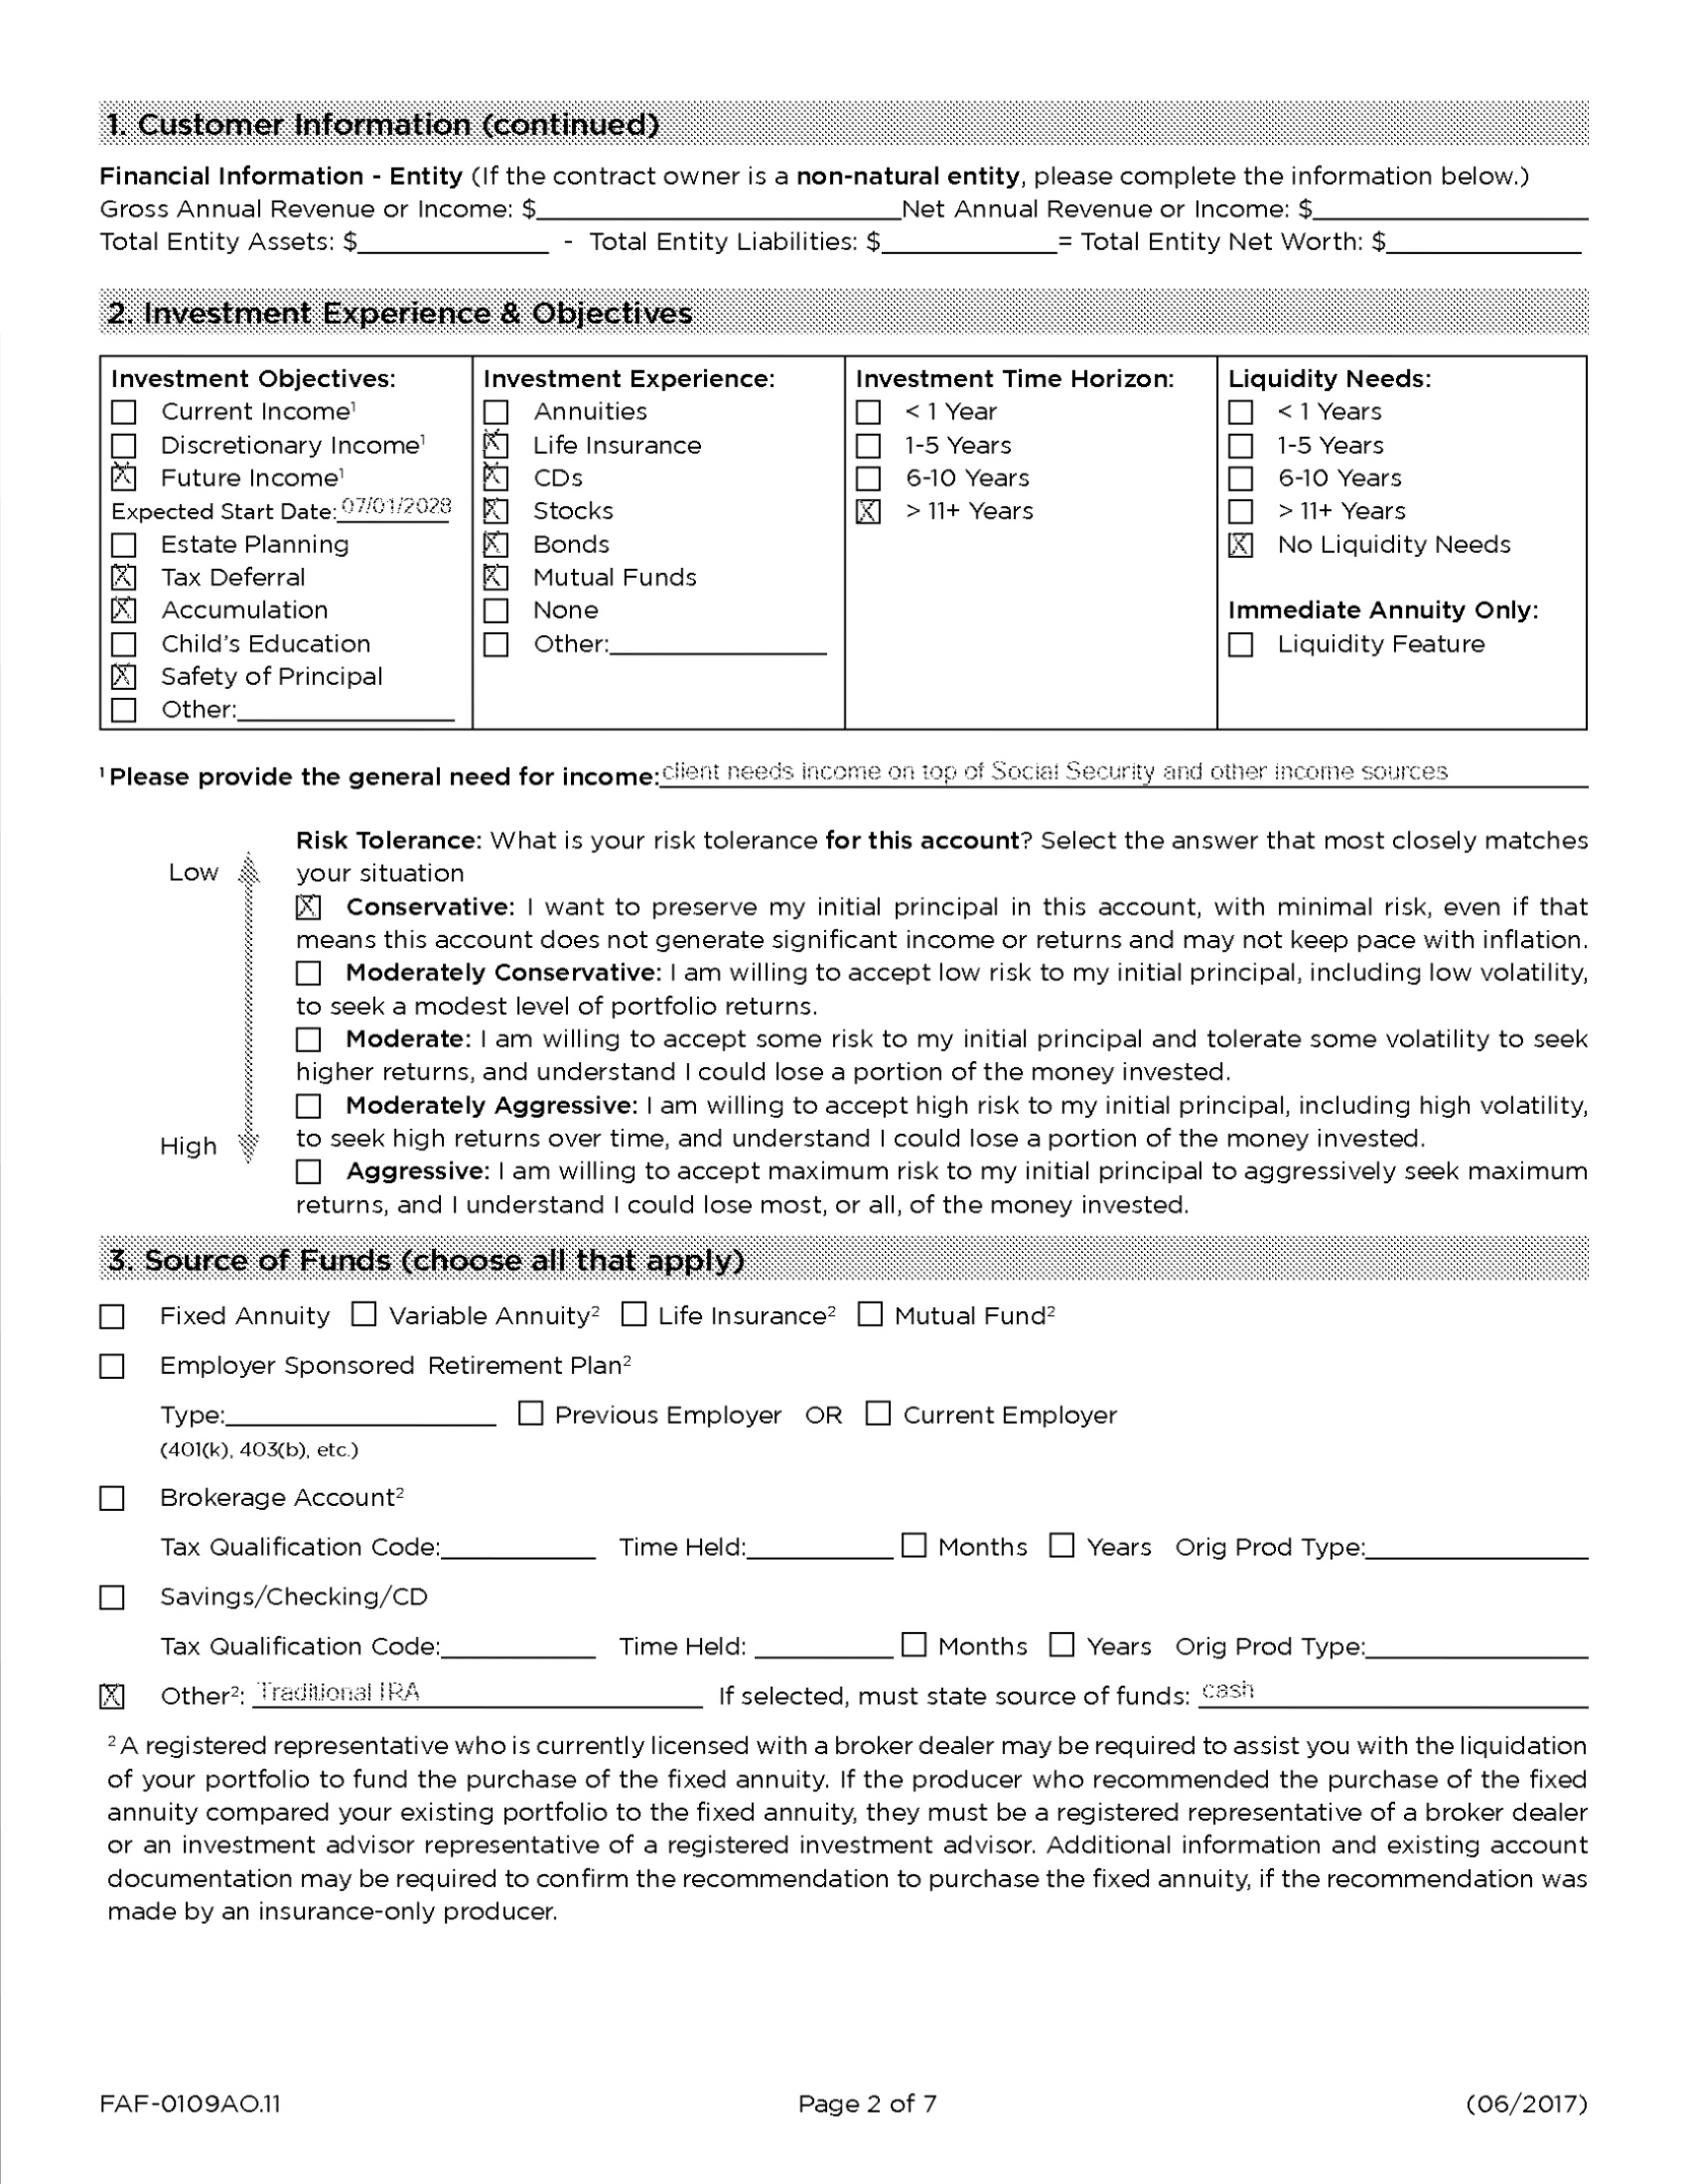 1. Customer Information (continued)
Financial Information - Entity (If the contract owner is a non-natural entity, please complete the information below.)
Gross Annual Revenue or Income: $____ Net Annual Revenue or Income: $____
Total Entity Assets: $____ - Total Entity Liabilities: $____ = Total Entity Net Worth: $____
2. Investment Experience & Objectives
Investment Objectives:
☐ Current Income¹
☐ Discretionary Income¹
☒ Future Income¹
Expected Start Date: 07/01/2028
☐ Estate Planning
☒ Tax Deferral
☒ Accumulation
☐ Child's Education
☒ Safety of Principal
☐ Other:____
Investment Experience:
☐ Annuities
☒ Life Insurance
☒ CDs
☒ Stocks
☒ Bonds
☒ Mutual Funds
☐ None
☐ Other:____
Investment Time Horizon:
☐ < 1 Year
☐ 1-5 Years
☐ 6-10 Years
☒ > 11+ Years
Liquidity Needs:
☐ < 1 Years
☐ 1-5 Years
☐ 6-10 Years
☐ > 11+ Years
☒ No Liquidity Needs
Immediate Annuity Only:
☐ Liquidity Feature
¹ Please provide the general need for income: client needs income on top of Social Security and other income sources
Low
High
Risk Tolerance: What is your risk tolerance for this account? Select the answer that most closely matches
your situation
☒ Conservative: I want to preserve my initial principal in this account, with minimal risk, even if that
means this account does not generate significant income or returns and may not keep pace with inflation.
☐ Moderately Conservative: I am willing to accept low risk to my initial principal, including low volatility,
to seek a modest level of portfolio returns.
☐ Moderate: I am willing to accept some risk to my initial principal and tolerate some volatility to seek
higher returns, and understand I could lose a portion of the money invested.
☐ Moderately Aggressive: I am willing to accept high risk to my initial principal, including high volatility,
to seek high returns over time, and understand I could lose a portion of the money invested.
☐ Aggressive: I am willing to accept maximum risk to my initial principal to aggressively seek maximum
returns, and I understand I could lose most, or all, of the money invested.
3. Source of Funds (choose all that apply)
☐ Fixed Annuity ☐ Variable Annuity² ☐ Life Insurance² ☐ Mutual Fund²
☐ Employer Sponsored Retirement Plan²
Type:____ ☐ Previous Employer OR ☐ Current Employer
(401(k), 403(b), etc.)
☐ Brokerage Account²
Tax Qualification Code:____ Time Held:____ ☐ Months ☐ Years Orig Prod Type:____
☐ Savings/Checking/CD
Tax Qualification Code:____ Time Held: ____ ☐ Months ☐ Years Orig Prod Type:____
☒ Other²: Traditional IRA If selected, must state source of funds: cash
² A registered representative who is currently licensed with a broker dealer may be required to assist you with the liquidation
of your portfolio to fund the purchase of the fixed annuity. If the producer who recommended the purchase of the fixed
annuity compared your existing portfolio to the fixed annuity, they must be a registered representative of a broker dealer
or an investment advisor representative of a registered investment advisor. Additional information and existing account
documentation may be required to confirm the recommendation to purchase the fixed annuity, if the recommendation was
made by an insurance-only producer.
FAF-0109AO.11 Page 2 of 7 (06/2017)